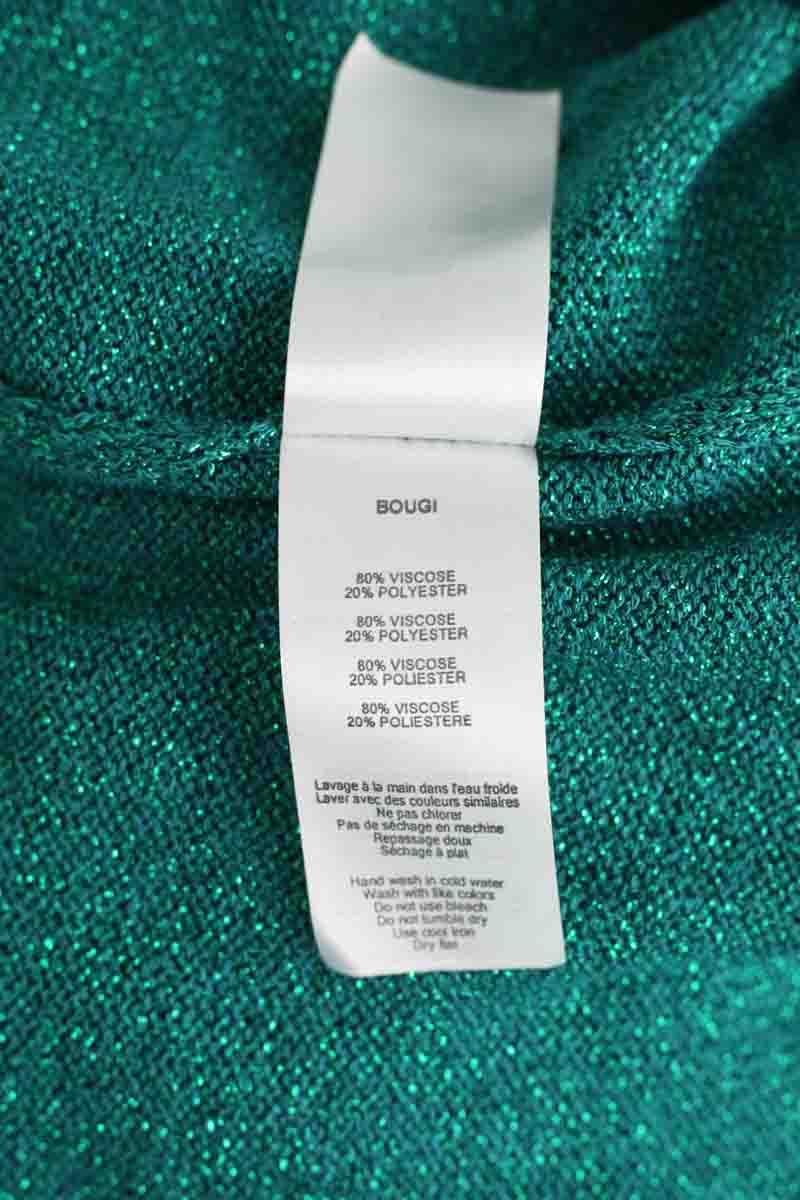 BOUGI
80% VISCOSE
20% POLYESTER
80% VISCOSE
20% POLYESTER
80% VISCOSE
20% POLIESTER
80% VISCOSE
20% POLIESTERE
Lavage à la main dans l'eau froide
Laver avec des couleurs similaires
Ne pas chlorer
Pas de séchage en machine
Repassage doux
Séchage à plat
Hand wash in cold water
Wash with like colors
Do not use bleach
Do not tumble dry
Use cool iron
Dry flat